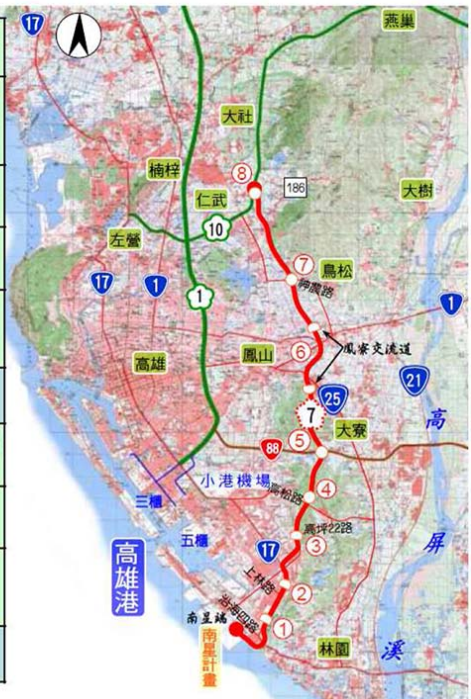 17
燕巢
大社
楠梓
8
186
仁武
大樹
10
左營
17
1
1
7
鳥松
神農路
1
高雄
鳳山
6
鳳寮交流道
25
21
7
大寮
高
88
5
小港機場
4
高松路
三櫃
五櫃
高坪22路
3
屏
17
高雄港
上林路
2
沿海四路
南星端
1
南星計畫
林園
溪